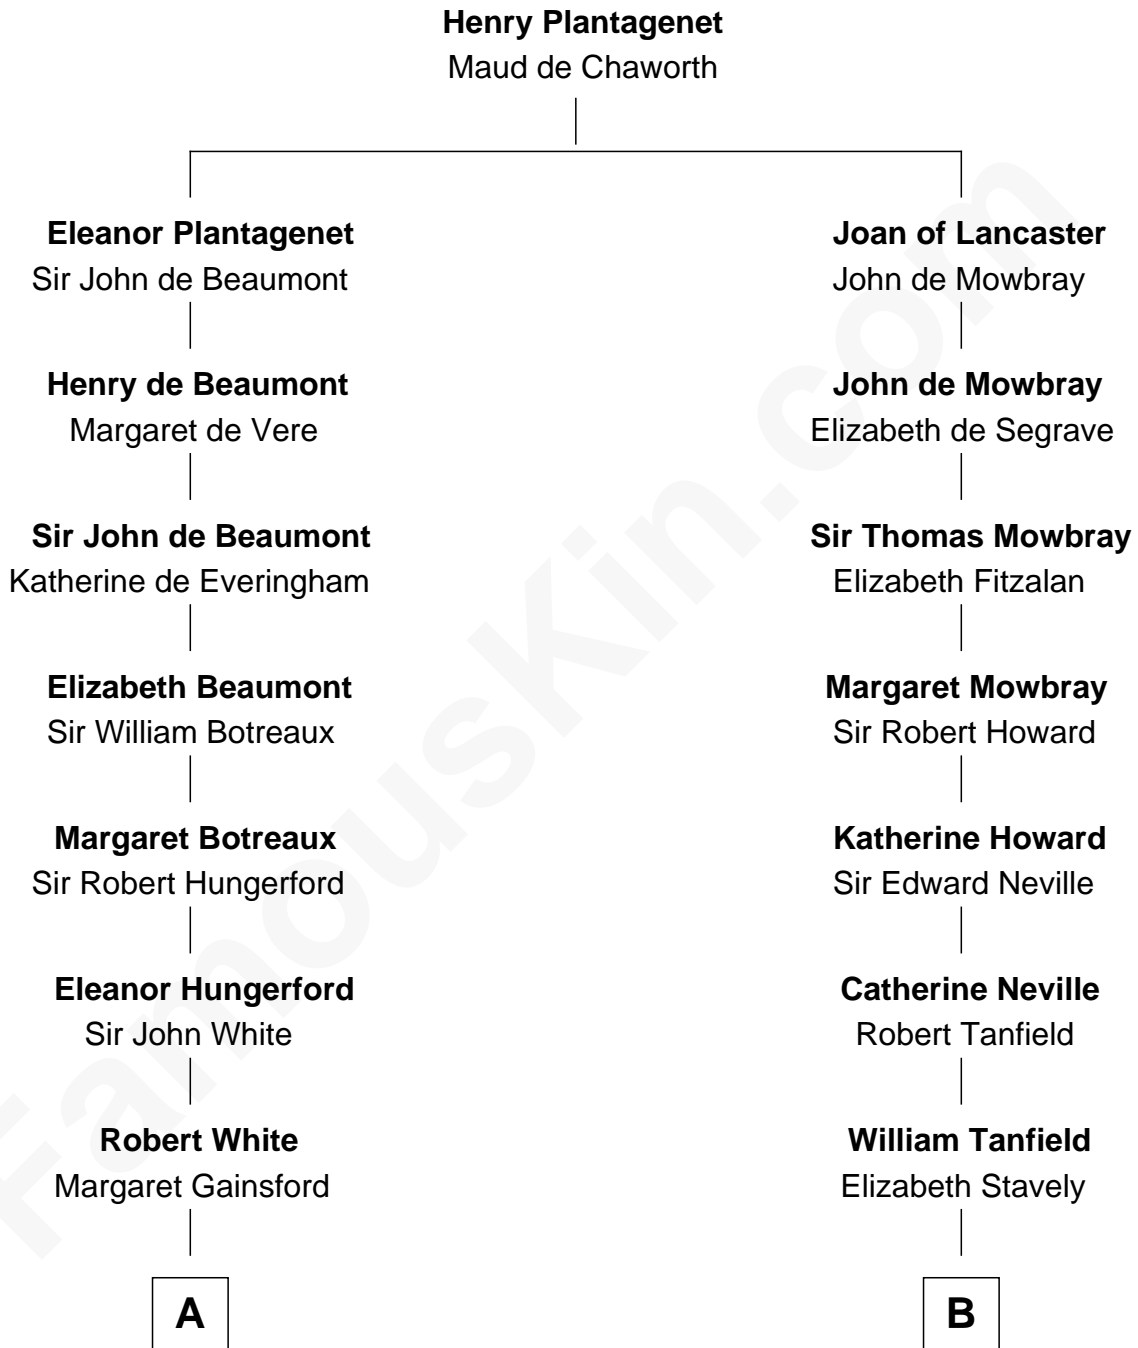 Henry Plantagenet
Maud de Chaworth
Eleanor Plantagenet
Sir John de Beaumont
Joan of Lancaster
John de Mowbray
Henry de Beaumont
Margaret de Vere
John de Mowbray
Elizabeth de Segrave
Sir John de Beaumont
Katherine de Everingham
Sir Thomas Mowbray
Elizabeth Fitzalan
Elizabeth Beaumont
Sir William Botreaux
Margaret Mowbray
Sir Robert Howard
Margaret Botreaux
Sir Robert Hungerford
Katherine Howard
Sir Edward Neville
Eleanor Hungerford
Sir John White
Catherine Neville
Robert Tanfield
Robert White
Margaret Gainsford
William Tanfield
Elizabeth Stavely
A
B
FamousKin.com